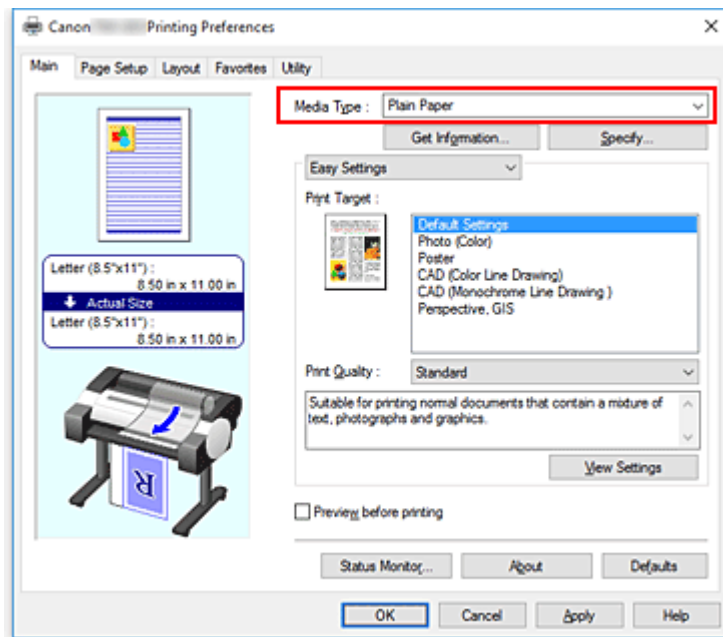 Canon Printing Preferences
Main Page Setup Layout Favorites Utility
Media Type : Plain Paper
Get Information... Specify...
Easy Settings
Print Target :
Default Settings
Photo (Color)
Poster
CAD (Color Line Drawing)
CAD (Monochrome Line Drawing )
Perspective, GIS
Letter (8.5"x11") :
8.50 in x 11.00 in
Actual Size
Letter (8.5"x11") :
8.50 in x 11.00 in
R
Print Quality : Standard
Suitable for printing normal documents that contain a mixture of
text, photographs and graphics.
View Settings
Preview before printing
Status Monitor... About Defaults
OK Cancel Apply Help